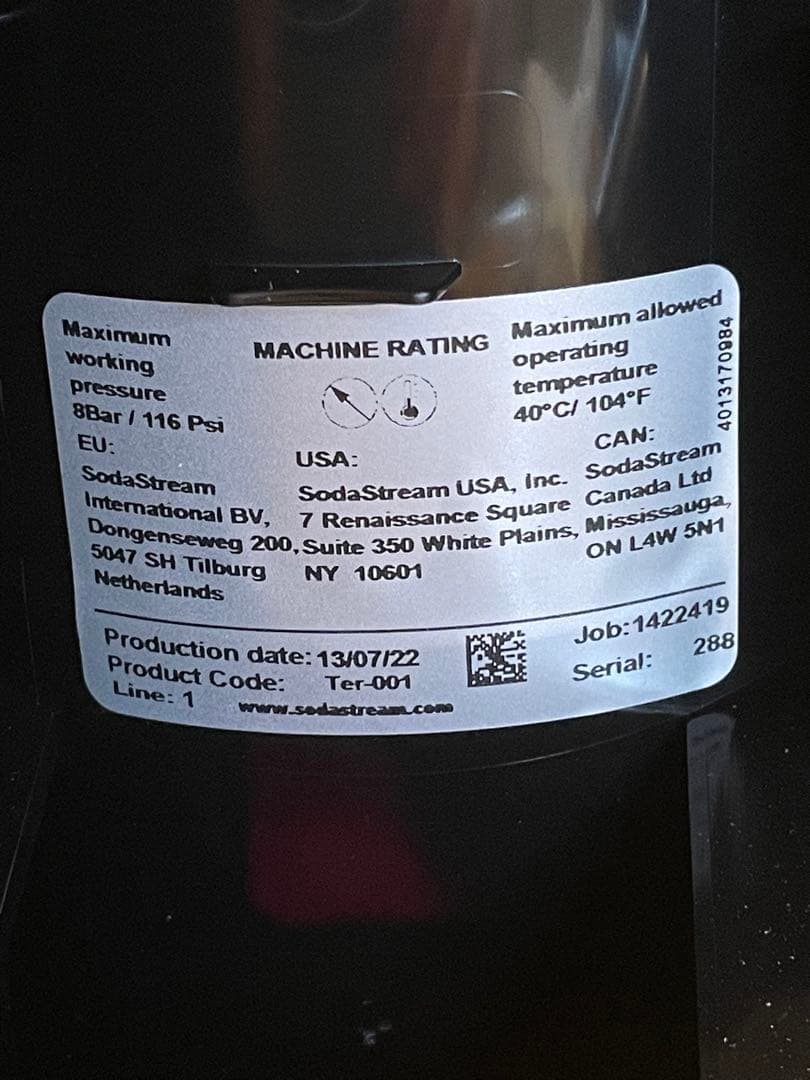 Maximum
working
pressure
8Bar / 116 Psi
MACHINE RATING
Maximum allowed
operating
temperature
40°C/ 104°F
4013170984
EU:
SodaStream
International BV,
Dongenseweg 200,
5047 SH Tilburg
Netherlands
USA:
SodaStream USA, Inc.
7 Renaissance Square
Suite 350 White Plains,
NY 10601
CAN:
SodaStream
Canada Ltd
Mississauga,
ON L4W 5N1
Production date: 13/07/22
Product Code: Ter-001
Line: 1
www.sodastream.com
Job:1422419
Serial: 288